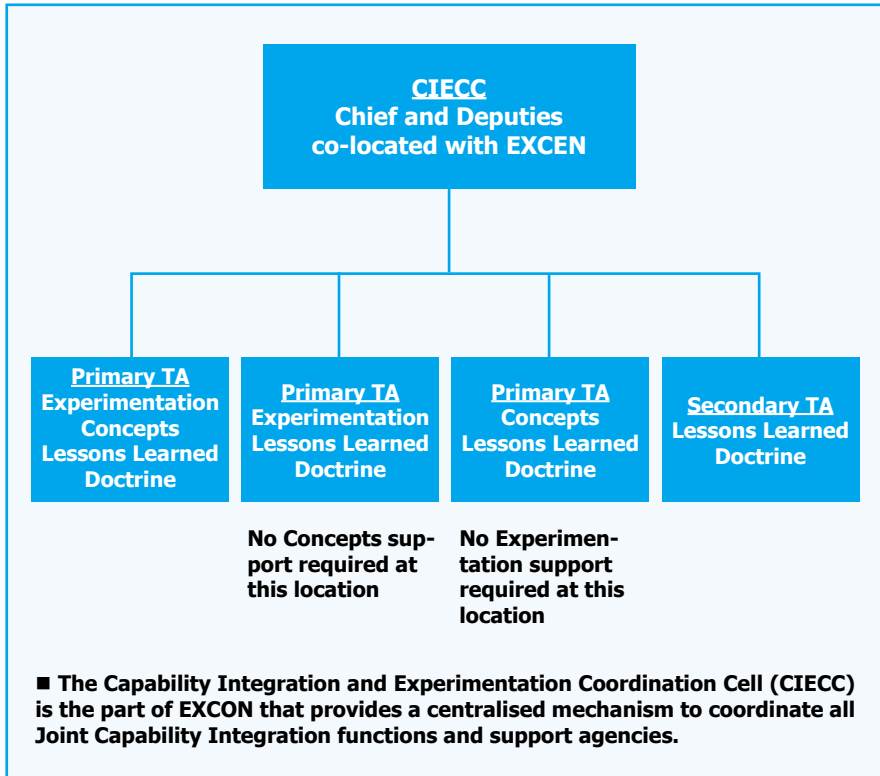 CIECC
Chief and Deputies
co-located with EXCEN
Primary TA
Experimentation
Concepts
Lessons Learned
Doctrine
Primary TA
Experimentation
Lessons Learned
Doctrine
Primary TA
Concepts
Lessons Learned
Doctrine
Secondary TA
Lessons Learned
Doctrine
No Concepts sup-
port required at
this location
No Experimen-
tation support
required at this
location
■ The Capability Integration and Experimentation Coordination Cell (CIECC)
is the part of EXCON that provides a centralised mechanism to coordinate all
Joint Capability Integration functions and support agencies.